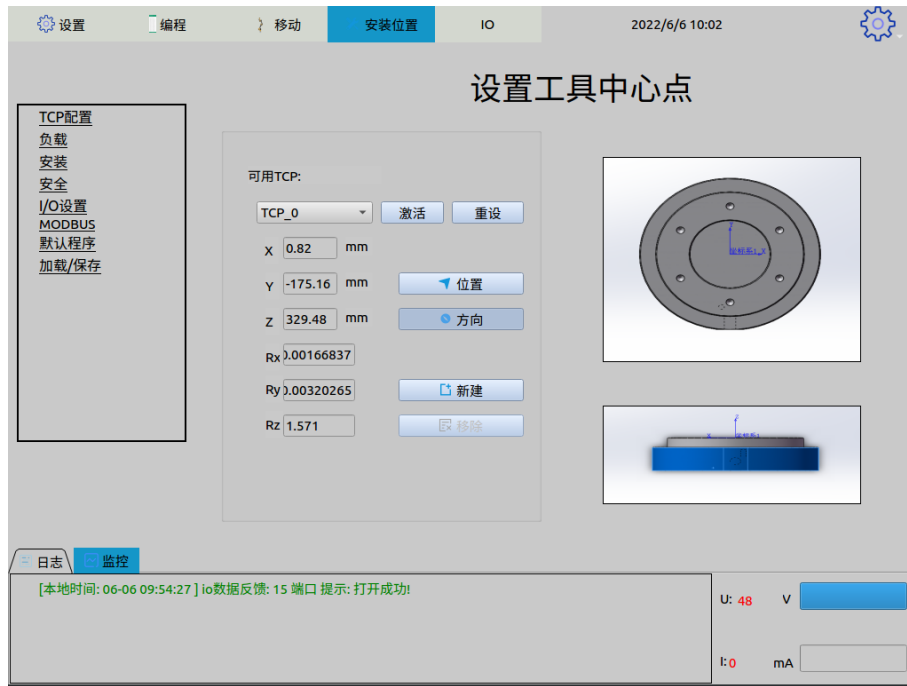 设置 编程 移动 安装位置 IO 2022/6/6 10:02
设置工具中心点
TCP配置
负载
安装
安全
I/O设置
MODBUS
默认程序
加载/保存
可用TCP:
TCP_0 激活 重设
X 0.82 mm
Y -175.16 mm 位置
Z 329.48 mm 方向
Rx 0.00166837
Ry 0.00320265 新建
Rz 1.571 移除
日志 监控
[本地时间: 06-06 09:54:27 ] io数据反馈: 15 端口 提示: 打开成功!
U: 48 V
I: 0 mA